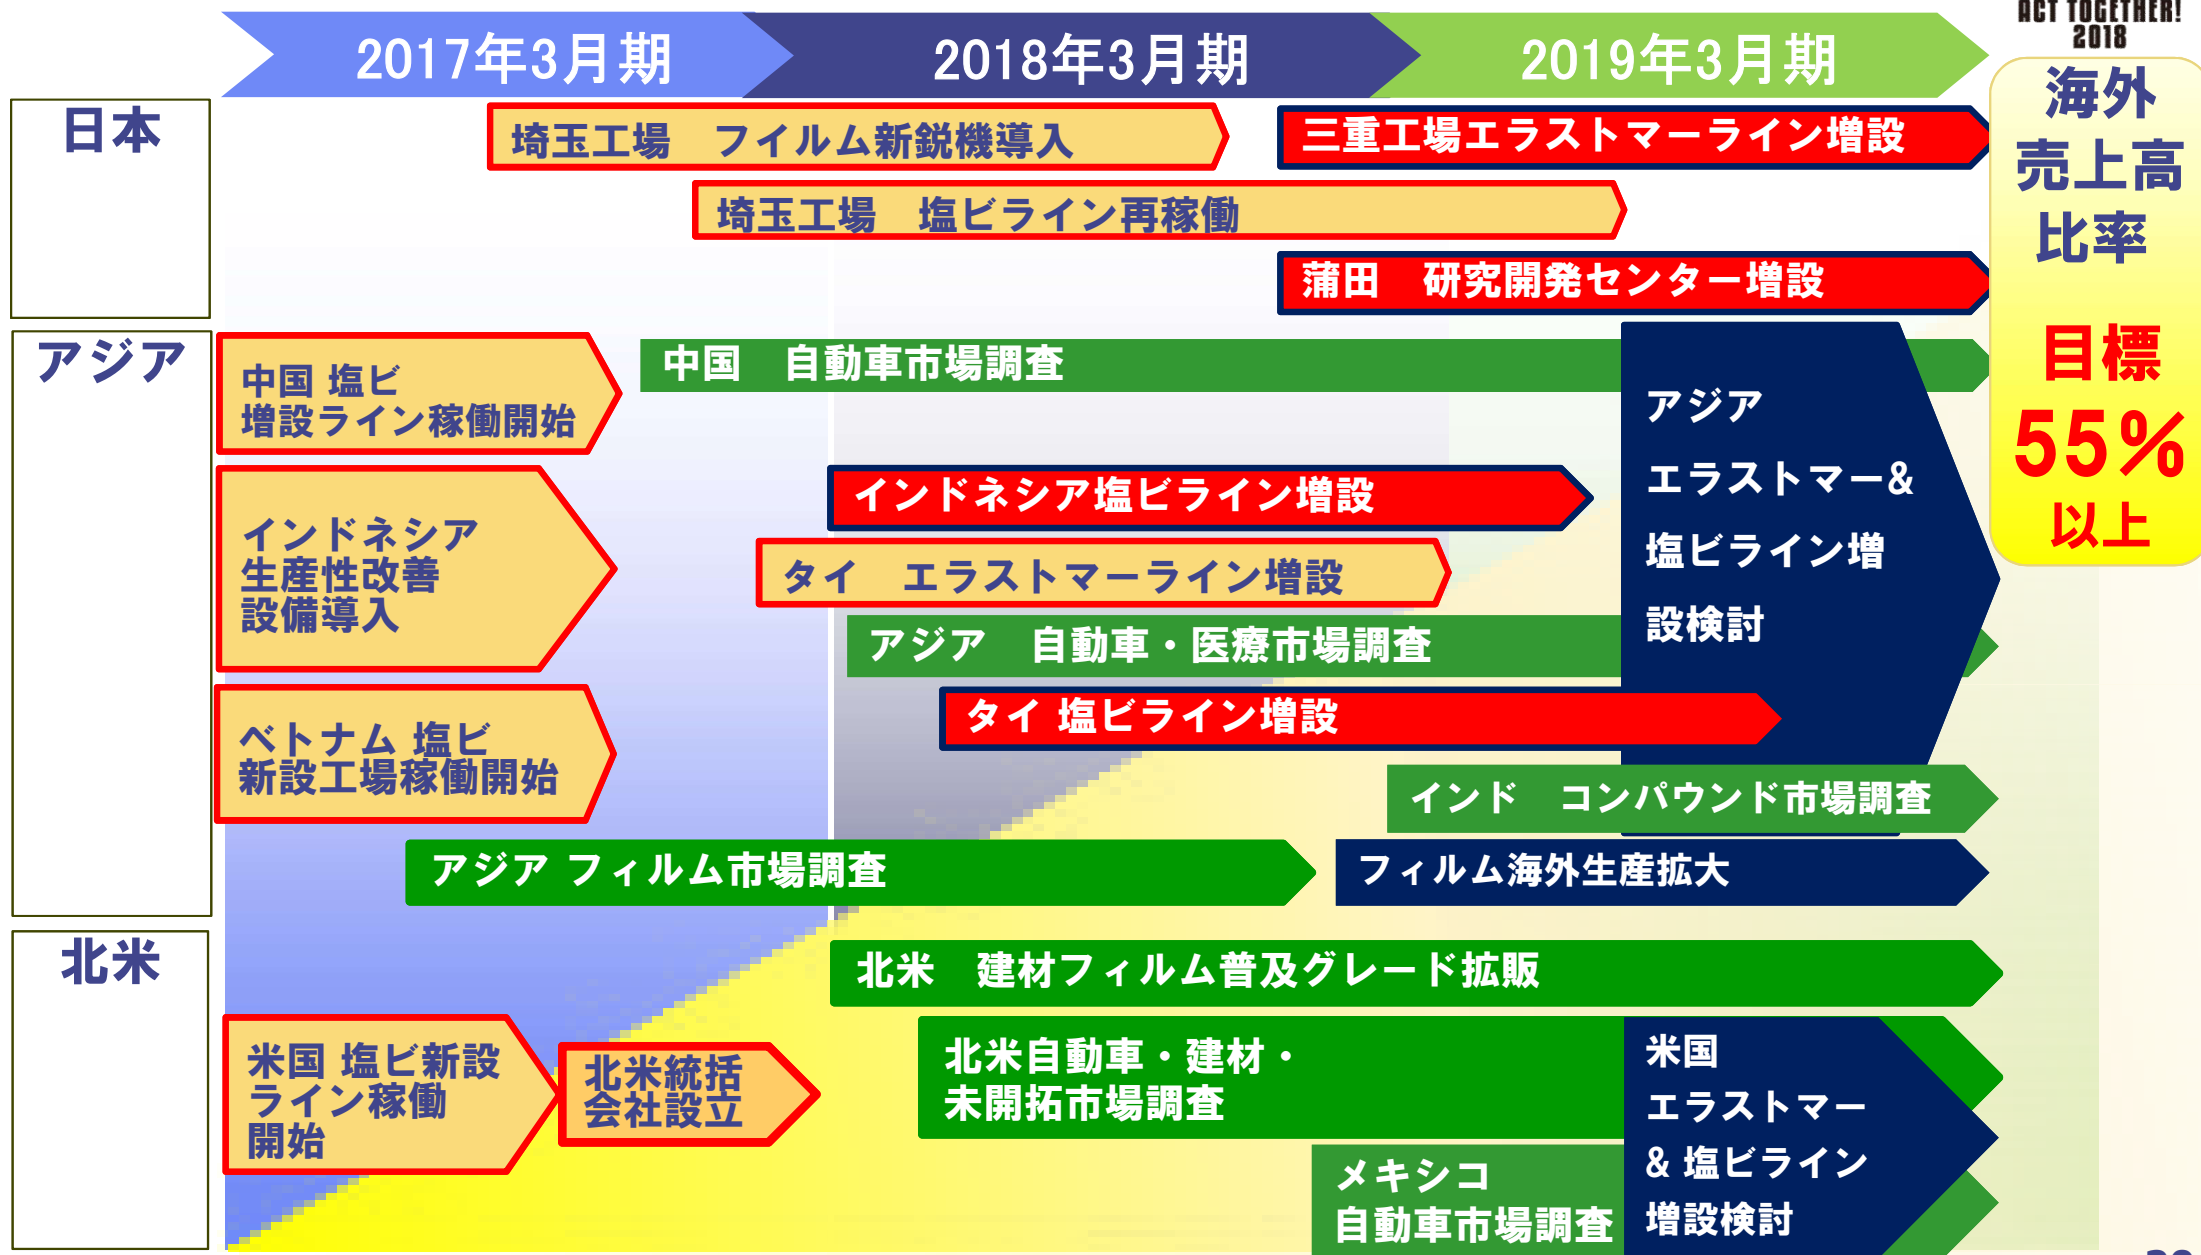 ACT TOGETHER!
2018
2017年3月期
2018年3月期
2019年3月期
海外
売上高
比率
目標
55%
以上
日本
埼玉工場　フイルム新鋭機導入
三重工場エラストマーライン増設
埼玉工場　塩ビライン再稼働
蒲田　研究開発センター増設
アジア
中国 塩ビ
増設ライン稼働開始
中国　自動車市場調査
アジア
エラストマー&
塩ビライン増
設検討
インドネシア
生産性改善
設備導入
インドネシア塩ビライン増設
タイ　エラストマーライン増設
アジア　自動車・医療市場調査
ベトナム 塩ビ
新設工場稼働開始
タイ 塩ビライン増設
インド　コンパウンド市場調査
アジア フィルム市場調査
フィルム海外生産拡大
北米
北米　建材フィルム普及グレード拡販
米国 塩ビ新設
ライン稼働
開始
北米統括
会社設立
北米自動車・建材・
未開拓市場調査
米国
エラストマー
& 塩ビライン
増設検討
メキシコ
自動車市場調査